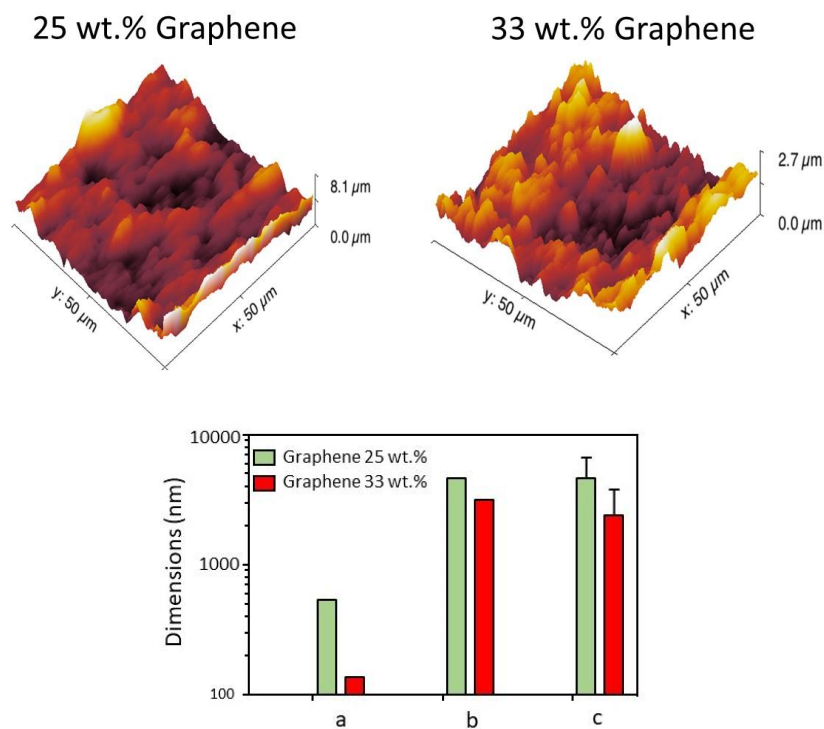 25 wt.% Graphene
33 wt.% Graphene
8.1 µm
0.0 µm
y: 50 µm
x: 50 µm
2.7 µm
0.0 µm
y: 50 µm
x: 50 µm
10000
1000
100
Dimensions (nm)
Graphene 25 wt.%
Graphene 33 wt.%
a
b
c